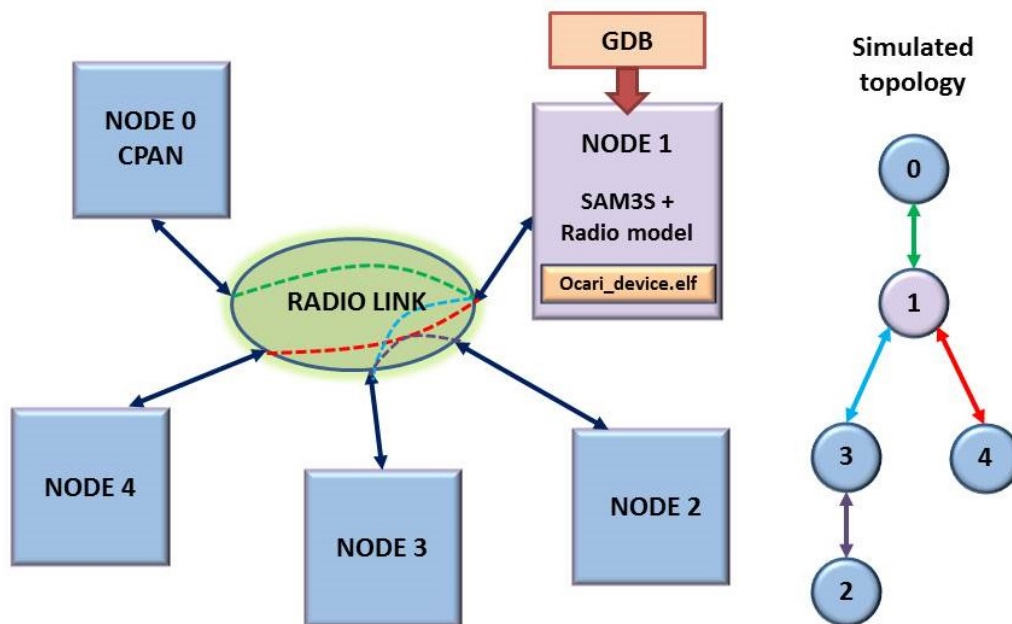 GDB
Simulated
topology
NODE 0
CPAN
NODE 1
SAM3S +
Radio model
Ocari_device.elf
RADIO LINK
NODE 4
NODE 3
NODE 2
0
1
3
4
2